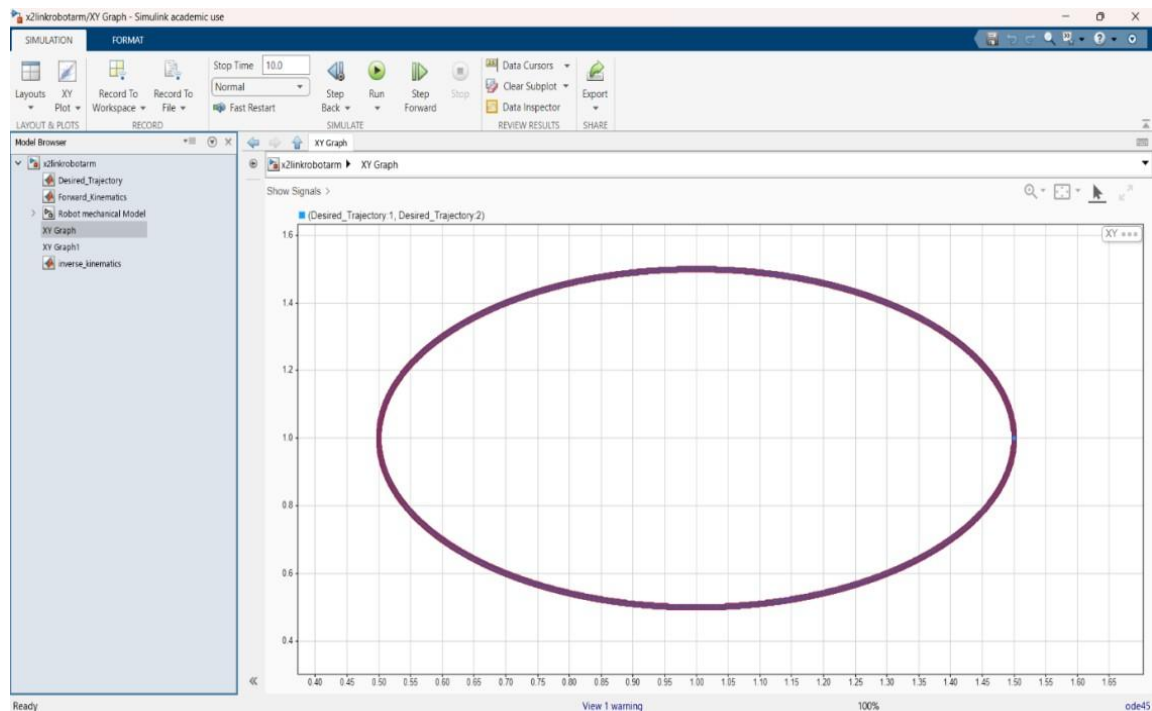 x2linkrobotarm/XY Graph - Simulink academic use
SIMULATION FORMAT
Stop Time 10.0
Normal
Fast Restart
Layouts
XY Plot
Record To Workspace
Record To File
Step Back
Run
Step Forward
Stop
Data Cursors
Clear Subplot
Data Inspector
Export
LAYOUT & PLOTS RECORD SIMULATE REVIEW RESULTS SHARE
Model Browser
x2linkrobotarm
Desired_Trajectory
Forward_Kinematics
Robot mechanical Model
XY Graph
XY Graph1
inverse_kinematics
XY Graph
x2linkrobotarm XY Graph
Show Signals >
(Desired_Trajectory:1, Desired_Trajectory:2)
XY
1.6
1.4
1.2
1.0
0.8
0.6
0.4
0.40 0.45 0.50 0.55 0.60 0.65 0.70 0.75 0.80 0.85 0.90 0.95 1.00 1.05 1.10 1.15 1.20 1.25 1.30 1.35 1.40 1.45 1.50 1.55 1.60 1.65
Ready View 1 warning 100% ode45